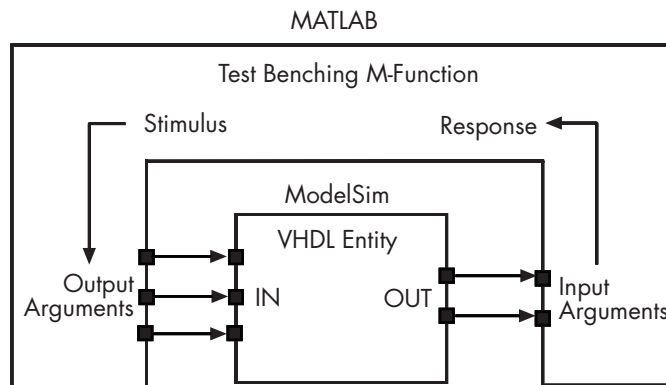 MATLAB
Test Benching M-Function
Stimulus
Response
ModelSim
VHDL Entity
Output
Arguments
IN
OUT
Input
Arguments